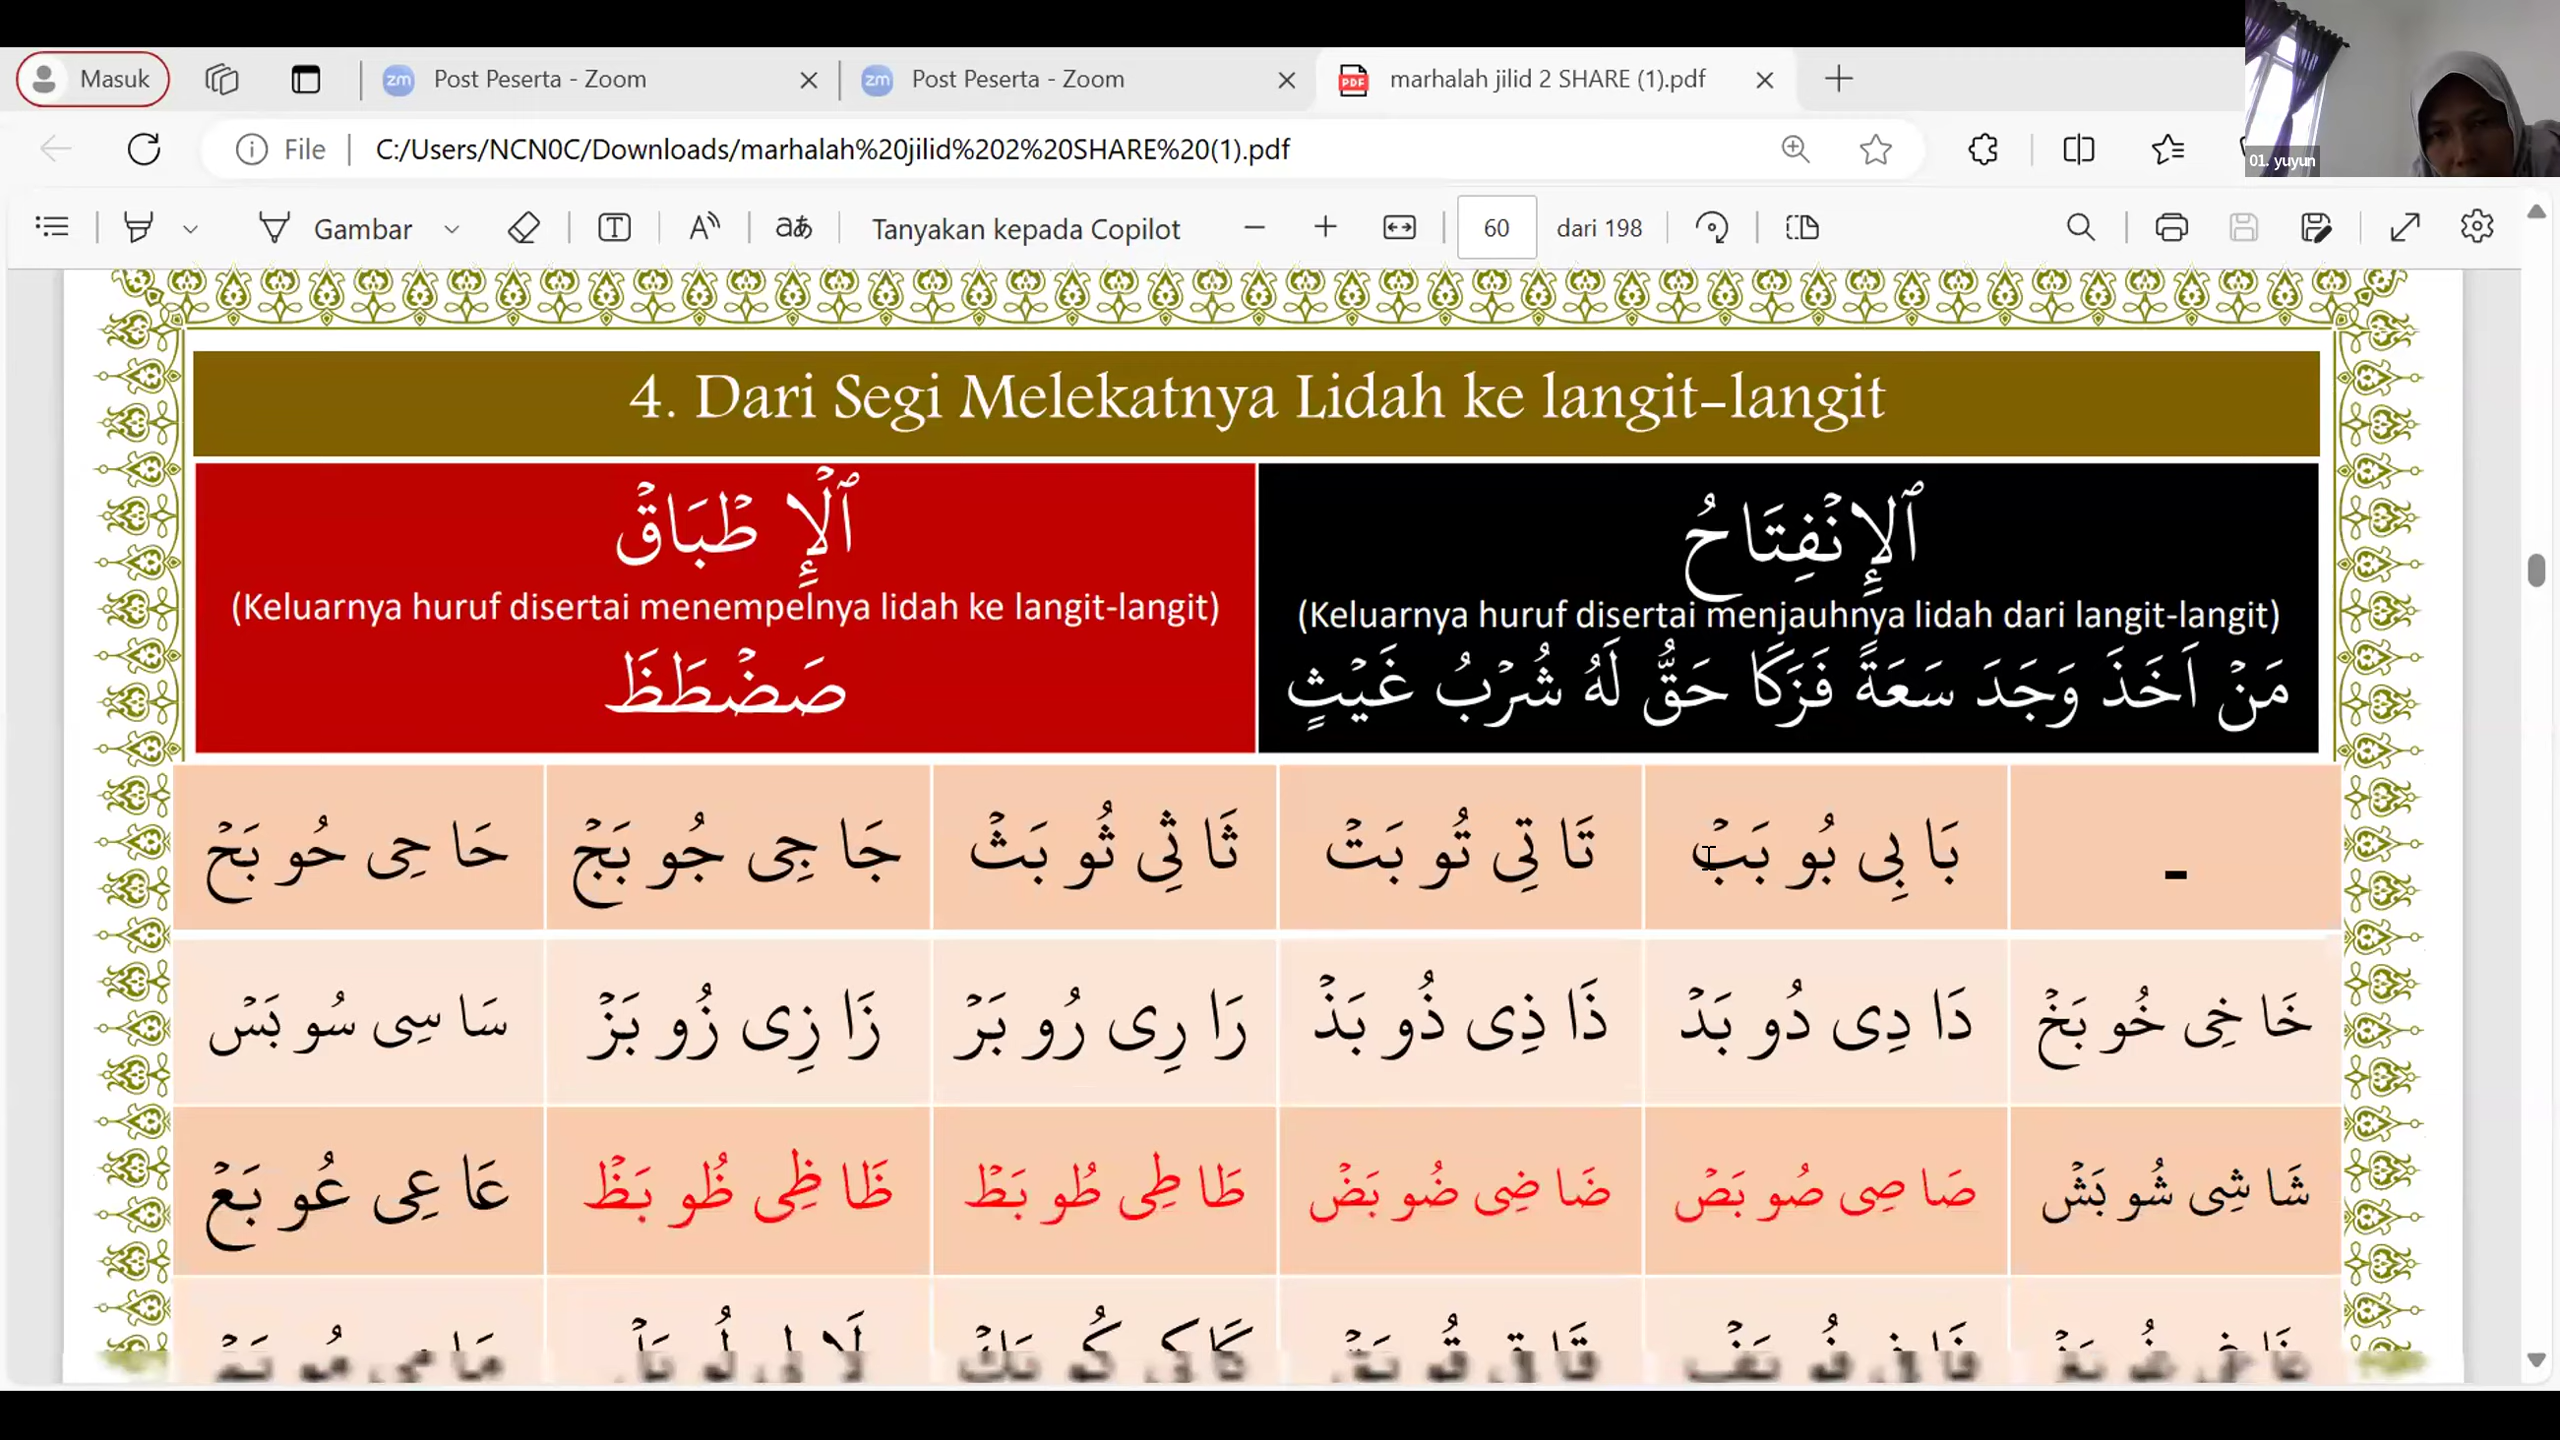 01. yuyun
Masuk
Post Peserta - Zoom
Post Peserta - Zoom
marhalah jilid 2 SHARE (1).pdf
File
C:/Users/NCN0C/Downloads/marhalah%20jilid%202%20SHARE%20(1).pdf
Gambar
Tanyakan kepada Copilot
60 dari 198
4. Dari Segi Melekatnya Lidah ke langit-langit
ٱلْإِنْفِتَاحُ
(Keluarnya huruf disertai menjauhnya lidah dari langit-langit)
مَنْ اَخَذَ وَجَدَ سَعَةً فَزَكَا حَقٌّ لَهُ شُرْبُ غَيْثٍ
ٱلْإِ طْبَاقْ
(Keluarnya huruf disertai menempelnya lidah ke langit-langit)
صَضْطَظَ
- بَا بِى بُو بَبْ تَا تِى تُو بَتْ ثَا ثِى ثُو بَثْ جَا جِى جُو بَجْ حَا حِى حُو بَحْ
خَا خِى خُو بَخْ دَا دِى دُو بَدْ ذَا ذِى ذُو بَذْ رَا رِى رُو بَرْ زَا زِى زُو بَزْ سَا سِى سُو بَسْ
شَا شِى شُو بَشْ صَا صِى صُو بَصْ ضَا ضِى ضُو بَضْ طَا طِى طُو بَطْ ظَا ظِى ظُو بَظْ عَا عِى عُو بَعْ